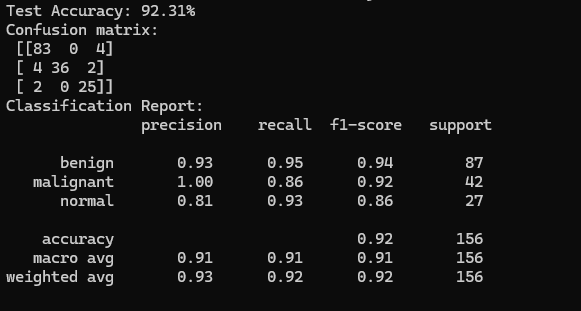 Test Accuracy: 92.31%
Confusion matrix:
[[83 0 4]
[ 4 36 2]
[ 2 0 25]]
Classification Report:
precision recall f1-score support
benign 0.93 0.95 0.94 87
malignant 1.00 0.86 0.92 42
normal 0.81 0.93 0.86 27
accuracy 0.92 156
macro avg 0.91 0.91 0.91 156
weighted avg 0.93 0.92 0.92 156